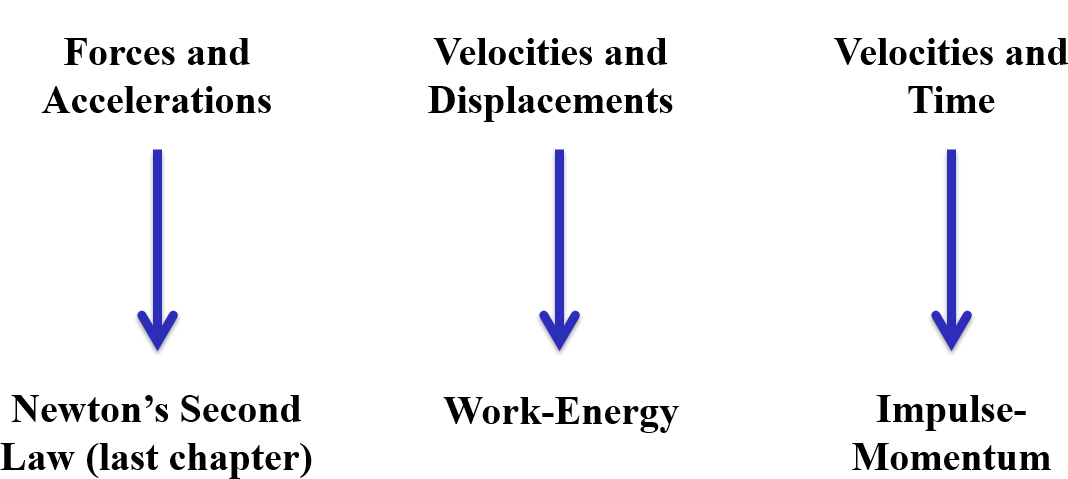 Forces and
Accelerations
Velocities and
Displacements
Velocities and
Time
Newton’s Second
Law (last chapter)
Work-Energy
Impulse-
Momentum